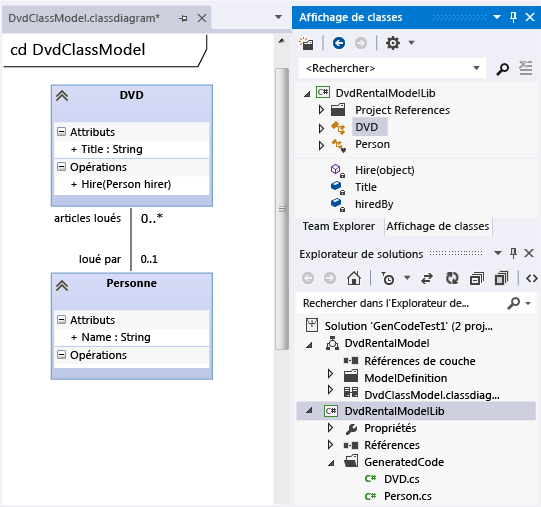 DvdClassModel.classdiagram*
cd DvdClassModel
DVD
Attributs
+ Title : String
Opérations
+ Hire(Person hirer)
articles loués 0..*
loué par 0..1
Personne
Attributs
+ Name : String
Opérations
Affichage de classes
<Rechercher>
C# DvdRentalModelLib
Project References
DVD
Person
Hire(object)
Title
hiredBy
Team Explorer Affichage de classes
Explorateur de solutions
Rechercher dans l'Explorateur de...
Solution 'GenCodeTest1' (2 proj...
DvdRentalModel
Références de couche
ModelDefinition
DvdClassModel.classdiag...
C# DvdRentalModelLib
Propriétés
Références
GeneratedCode
C# DVD.cs
C# Person.cs